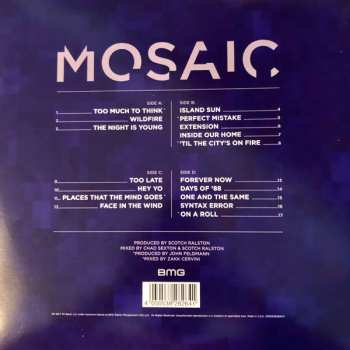 MOSAIC
SIDE A:
1. TOO MUCH TO THINK*
2. WILDFIRE
3. THE NIGHT IS YOUNG
SIDE B:
ISLAND SUN 4
PERFECT MISTAKE 5
EXTENSION 6
INSIDE OUR HOME 7
'TIL THE CITY'S ON FIRE 8
SIDE C:
9. TOO LATE
10. HEY YO
11. PLACES THAT THE MIND GOES
12. FACE IN THE WIND
SIDE D:
FOREVER NOW 13
DAYS OF '88 14
ONE AND THE SAME 15
SYNTAX ERROR 16
ON A ROLL 17
PRODUCED BY SCOTCH RALSTON
MIXED BY CHAD SEXTON & SCOTCH RALSTON
*PRODUCED BY JOHN FELDMANN
*MIXED BY ZAKK CERVINI
BMG